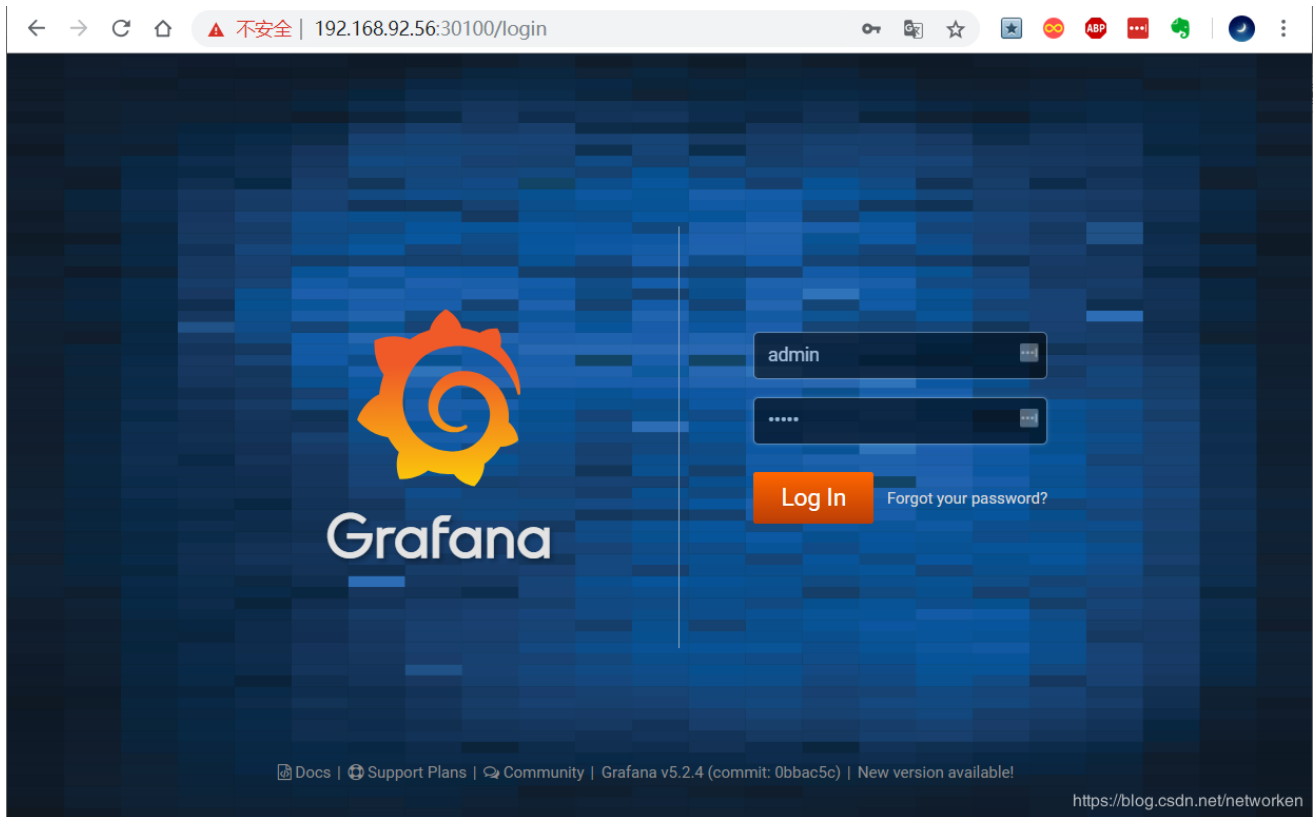 不安全 | 192.168.92.56:30100/login
ABP
admin
•••••
Log In Forgot your password?
Grafana
Docs | Support Plans | Community | Grafana v5.2.4 (commit: 0bbac5c) | New version available!
https://blog.csdn.net/networken